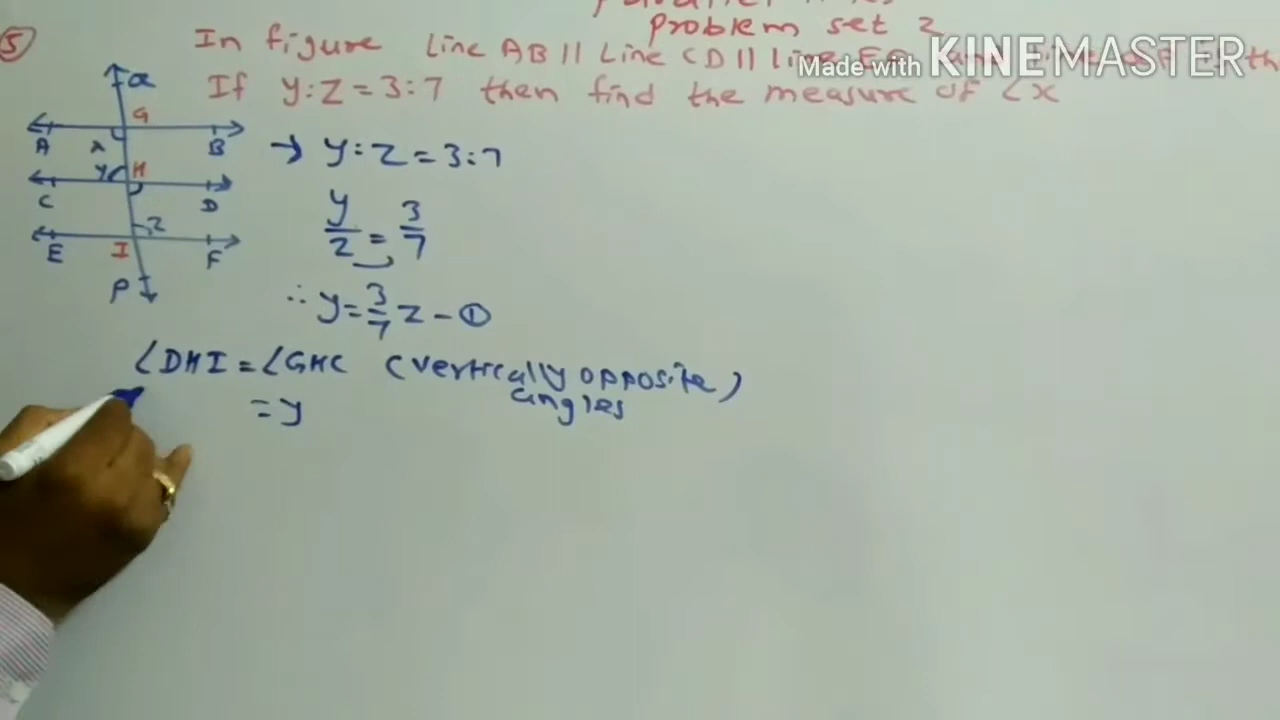 problem set 2
5 In figure Line AB || Line CD || line
Made with KINEMASTER
If y:z = 3:7 then find the measure of ∠x
Q
G
A x B
y H
C D
z
E I F
P
→ y:z = 3:7
y/z = 3/7
∴ y = 3/7 z - ①
∠DHI = ∠GHC (vertically opposite)
= y angles